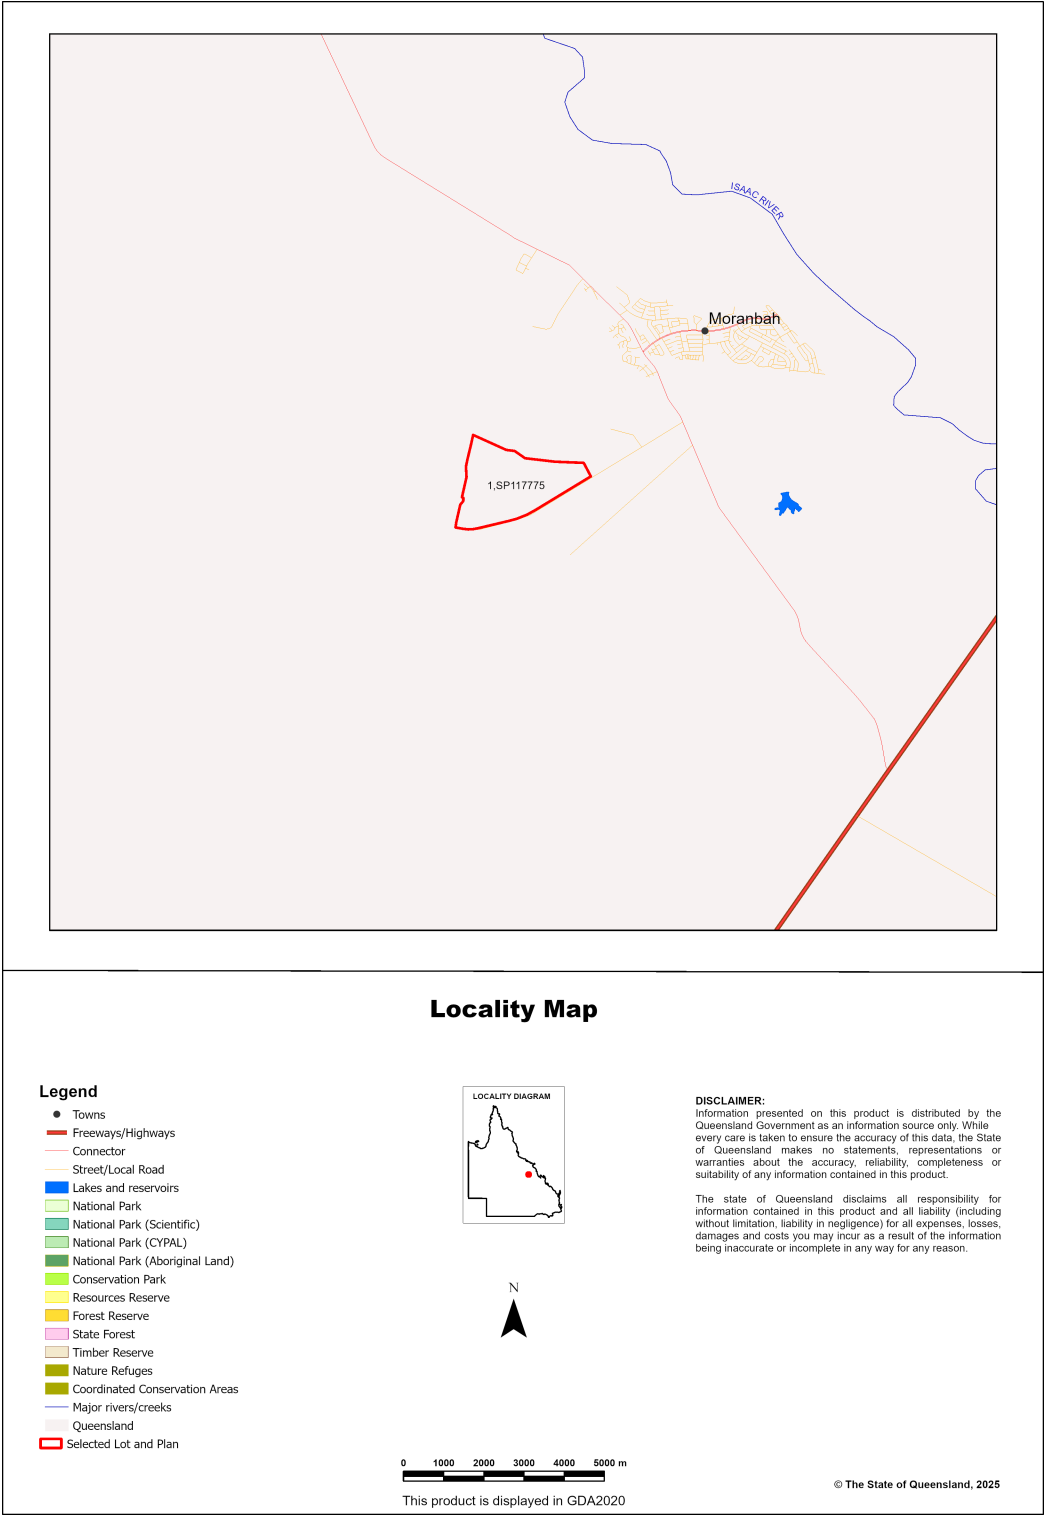 ISAAC RIVER
Moranbah
1,SP117775
Locality Map
Legend
Towns
Freeways/Highways
Connector
Street/Local Road
Lakes and reservoirs
National Park
National Park (Scientific)
National Park (CYPAL)
National Park (Aboriginal Land)
Conservation Park
Resources Reserve
Forest Reserve
State Forest
Timber Reserve
Nature Refuges
Coordinated Conservation Areas
Major rivers/creeks
Queensland
Selected Lot and Plan
LOCALITY DIAGRAM
N
0 1000 2000 3000 4000 5000 m
This product is displayed in GDA2020
DISCLAIMER:
Information presented on this product is distributed by the
Queensland Government as an information source only. While
every care is taken to ensure the accuracy of this data, the State
of Queensland makes no statements, representations or
warranties about the accuracy, reliability, completeness or
suitability of any information contained in this product.
The state of Queensland disclaims all responsibility for
information contained in this product and all liability (including
without limitation, liability in negligence) for all expenses, losses,
damages and costs you may incur as a result of the information
being inaccurate or incomplete in any way for any reason.
© The State of Queensland, 2025